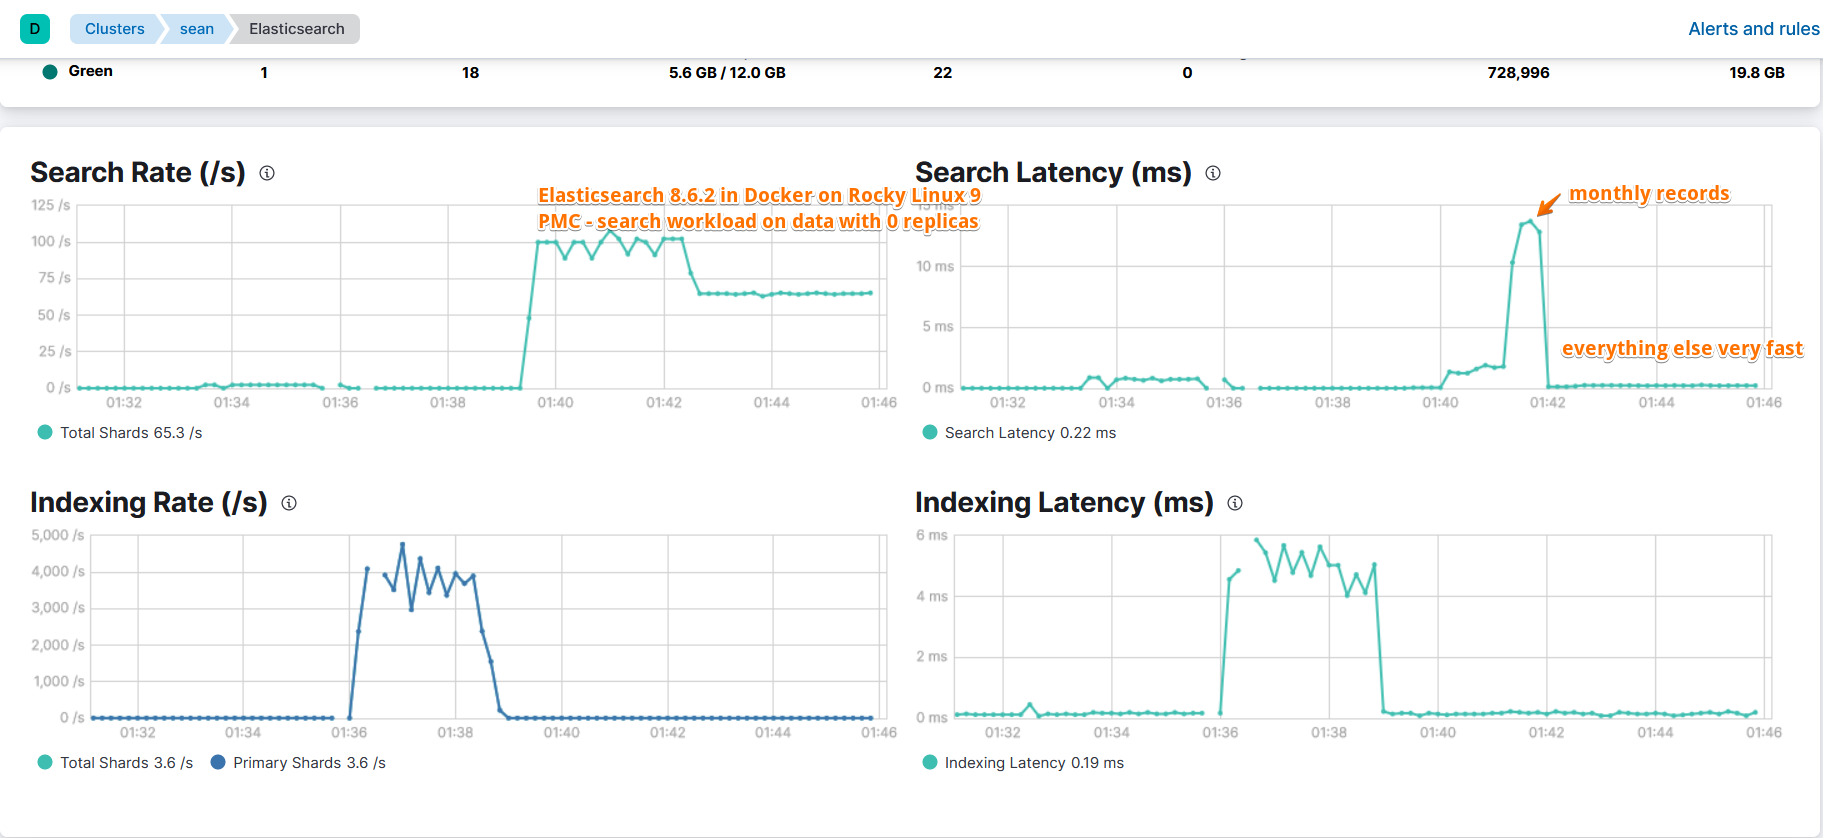 D
Clusters
sean
Elasticsearch
Alerts and rules
Green
1
18
5.6 GB / 12.0 GB
22
0
728,996
19.8 GB
Search Rate (/s)
Elasticsearch 8.6.2 in Docker on Rocky Linux 9
PMC - search workload on data with 0 replicas
125 /s
100 /s
75 /s
50 /s
25 /s
0 /s
01:32
01:34
01:36
01:38
01:40
01:42
01:44
01:46
Total Shards 65.3 /s
Search Latency (ms)
monthly records
everything else very fast
15 ms
10 ms
5 ms
0 ms
01:32
01:34
01:36
01:38
01:40
01:42
01:44
01:46
Search Latency 0.22 ms
Indexing Rate (/s)
5,000 /s
4,000 /s
3,000 /s
2,000 /s
1,000 /s
0 /s
01:32
01:34
01:36
01:38
01:40
01:42
01:44
01:46
Total Shards 3.6 /s
Primary Shards 3.6 /s
Indexing Latency (ms)
6 ms
4 ms
2 ms
0 ms
01:32
01:34
01:36
01:38
01:40
01:42
01:44
01:46
Indexing Latency 0.19 ms